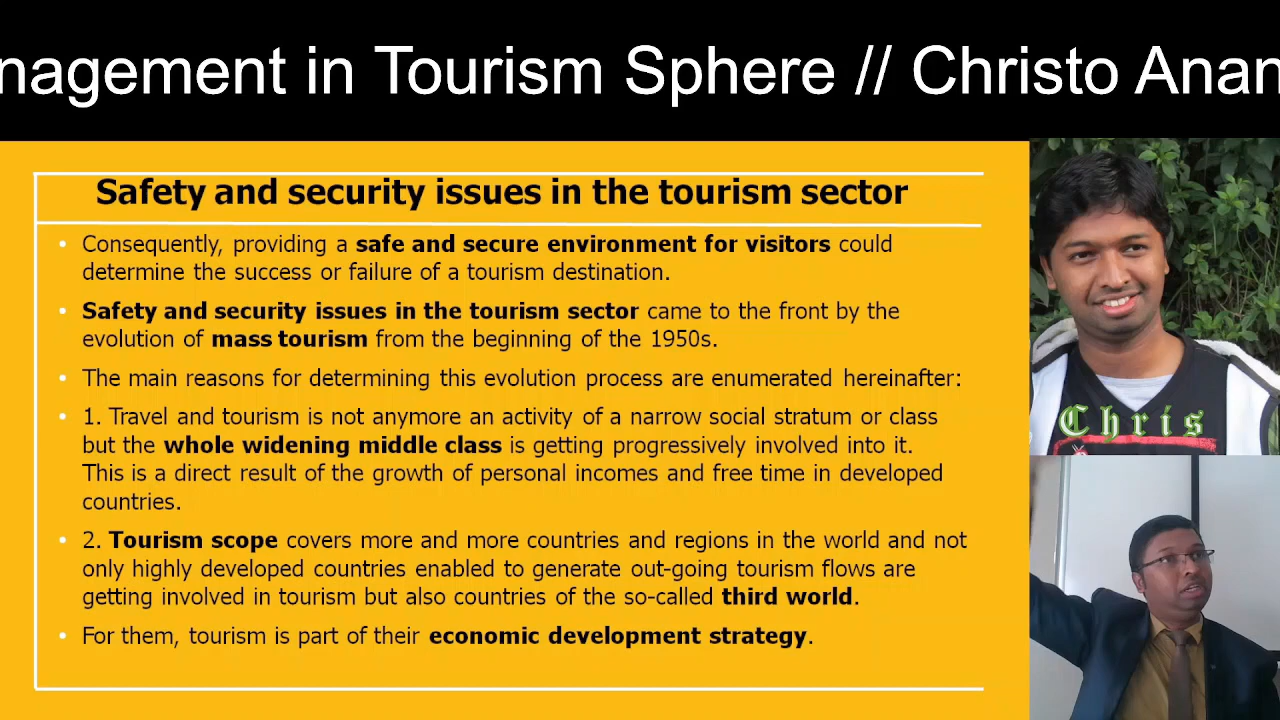 nagement in Tourism Sphere // Christo Anan
Safety and security issues in the tourism sector
• Consequently, providing a safe and secure environment for visitors could
determine the success or failure of a tourism destination.
• Safety and security issues in the tourism sector came to the front by the
evolution of mass tourism from the beginning of the 1950s.
• The main reasons for determining this evolution process are enumerated hereinafter:
• 1. Travel and tourism is not anymore an activity of a narrow social stratum or class
but the whole widening middle class is getting progressively involved into it.
This is a direct result of the growth of personal incomes and free time in developed
countries.
• 2. Tourism scope covers more and more countries and regions in the world and not
only highly developed countries enabled to generate out-going tourism flows are
getting involved in tourism but also countries of the so-called third world.
• For them, tourism is part of their economic development strategy.
Chris